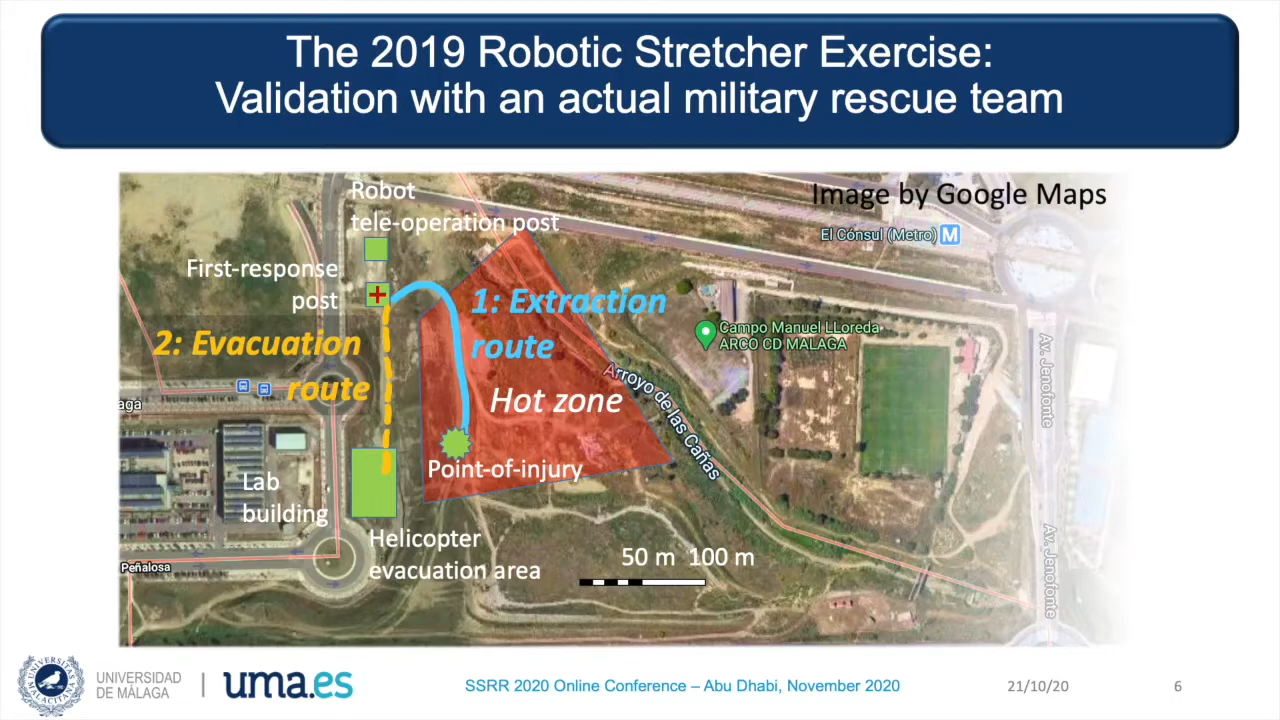 The 2019 Robotic Stretcher Exercise:
Validation with an actual military rescue team
Robot
tele-operation post
Image by Google Maps
El Cónsul (Metro) M
First-response
post
1: Extraction
route
2: Evacuation
route
Campo Manuel LLoreda
ARCO CD MALAGA
Hot zone
Arroyo de las Cañas
Av. Jenofonte
aga
Point-of-injury
Lab
building
Helicopter
evacuation area
50 m 100 m
Av. Jenofonte
Peñalosa
UNIVERSITAS
MALACITANA
UNIVERSIDAD
DE MÁLAGA
uma.es
SSRR 2020 Online Conference – Abu Dhabi, November 2020
21/10/20
6